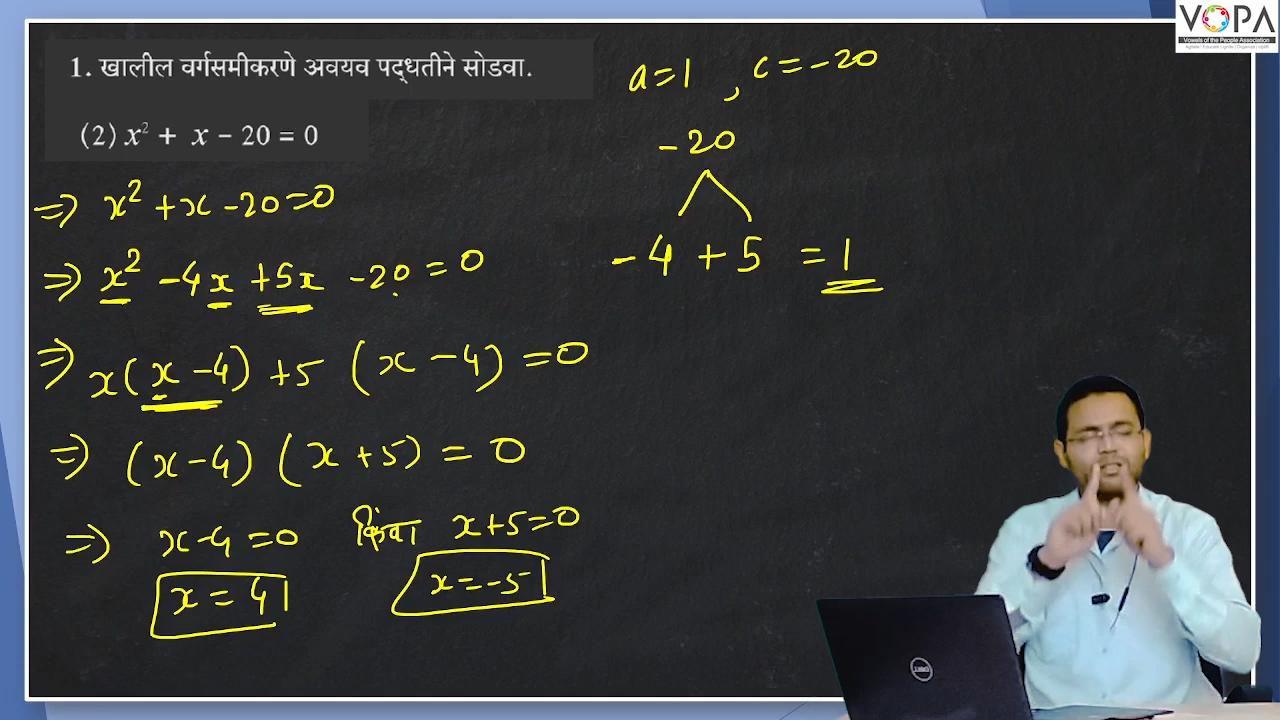 VOPA
Vowels of the People Association
1. खालील वर्गसमीकरणे अवयव पद्धतीने सोडवा.
(2) x² + x − 20 = 0
a=1 , c=-20
-20
-4 +5 =1
⇒ x² +x -20=0
⇒ x² -4x +5x -20=0
⇒ x(x-4) +5 (x-4) =0
⇒ (x-4) (x+5) = 0
⇒ x-4=0 किंवा x+5=0
x=4 x=-5
DELL